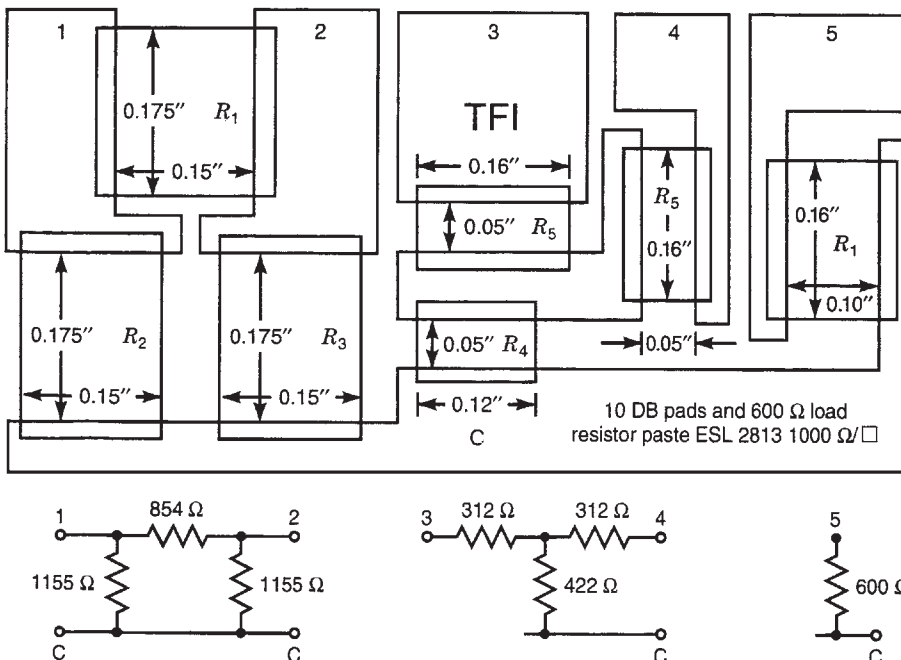 1
2
3
4
5
0.175″ R1
0.15″
TFI
0.16″
0.05″ R5
R5
0.16″
0.16″
R1
0.10″
0.175″ R2
0.15″
0.175″ R3
0.15″
0.05″ R4
0.05″
0.12″
C
10 DB pads and 600 Ω load
resistor paste ESL 2813 1000 Ω/□
1
854 Ω
2
1155 Ω
1155 Ω
C
C
3
312 Ω
312 Ω
4
422 Ω
C
5
600 Ω
C